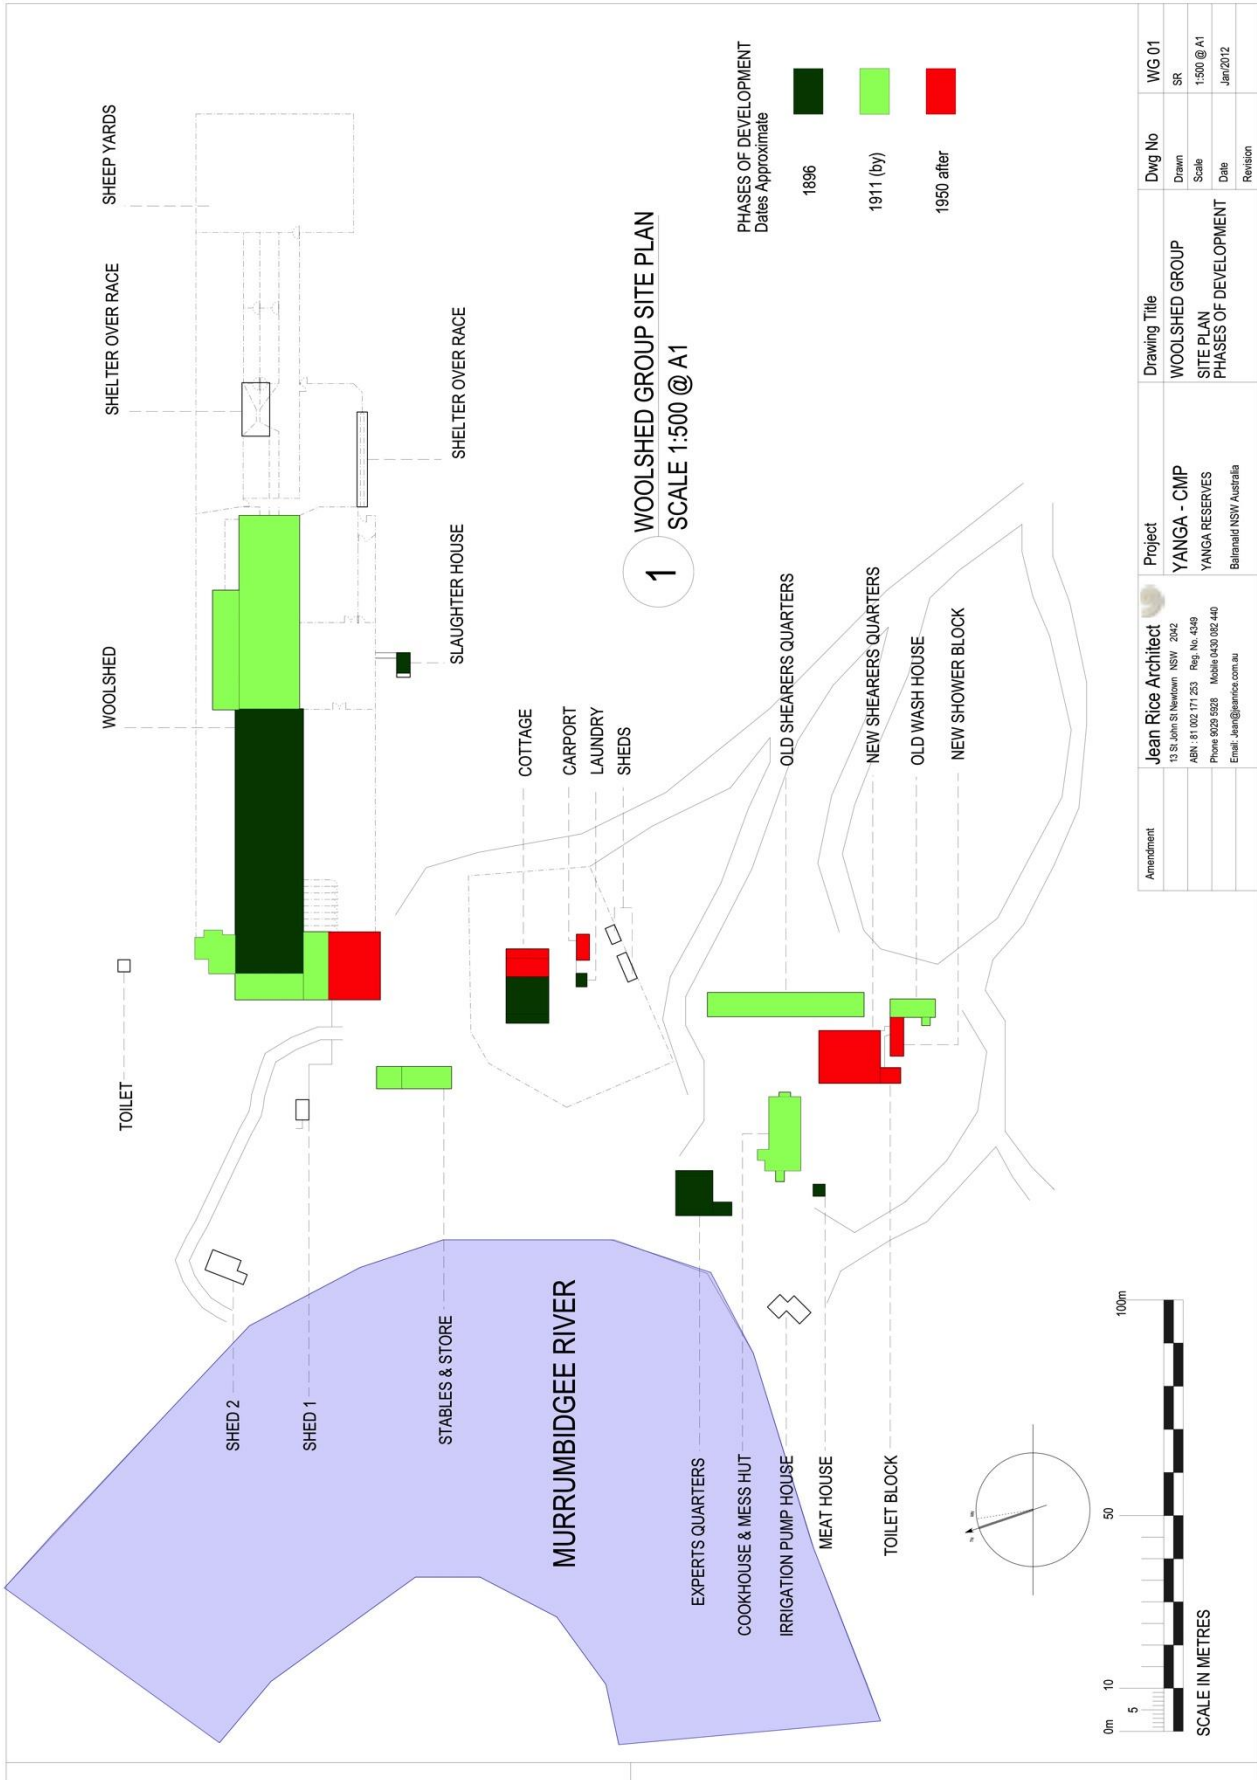 SHEEP YARDS
SHELTER OVER RACE
SHELTER OVER RACE
WOOLSHED
SLAUGHTER HOUSE
TOILET
COTTAGE
CARPORT
LAUNDRY
SHEDS
OLD SHEARERS QUARTERS
NEW SHEARERS QUARTERS
OLD WASH HOUSE
NEW SHOWER BLOCK
SHED 2
SHED 1
STABLES & STORE
MURRUMBIDGEE RIVER
EXPERTS QUARTERS
COOKHOUSE & MESS HUT
IRRIGATION PUMP HOUSE
MEAT HOUSE
TOILET BLOCK
1
WOOLSHED GROUP SITE PLAN
SCALE 1:500 @ A1
PHASES OF DEVELOPMENT
Dates Approximate
1896
1911 (by)
1950 after
0m 5 10 50 100m
SCALE IN METRES
Amendment
Jean Rice Architect
13 St John St Newtown NSW 2042
ABN : 81 002 171 253 Reg. No. 4349
Phone 9029 5928 Mobile 0430 082 440
Email: Jean@jeanrice.com.au
Project
YANGA - CMP
YANGA RESERVES
Balranald NSW Australia
Drawing Title
WOOLSHED GROUP
SITE PLAN
PHASES OF DEVELOPMENT
Dwg No WG 01
Drawn SR
Scale 1:500 @ A1
Date Jan/2012
Revision